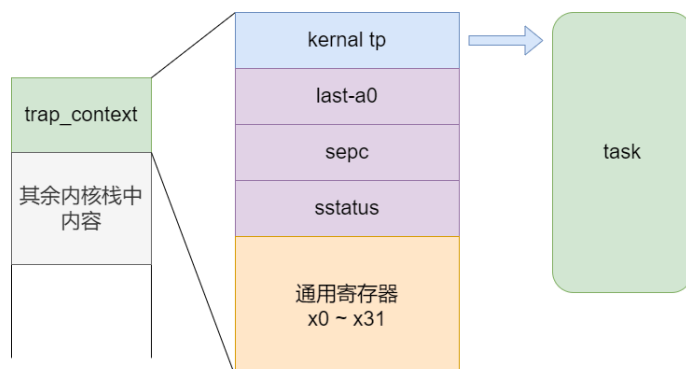 kernal tp
last-a0
trap_context
sepc
task
sstatus
其余内核栈中
内容
通用寄存器
x0 ~ x31